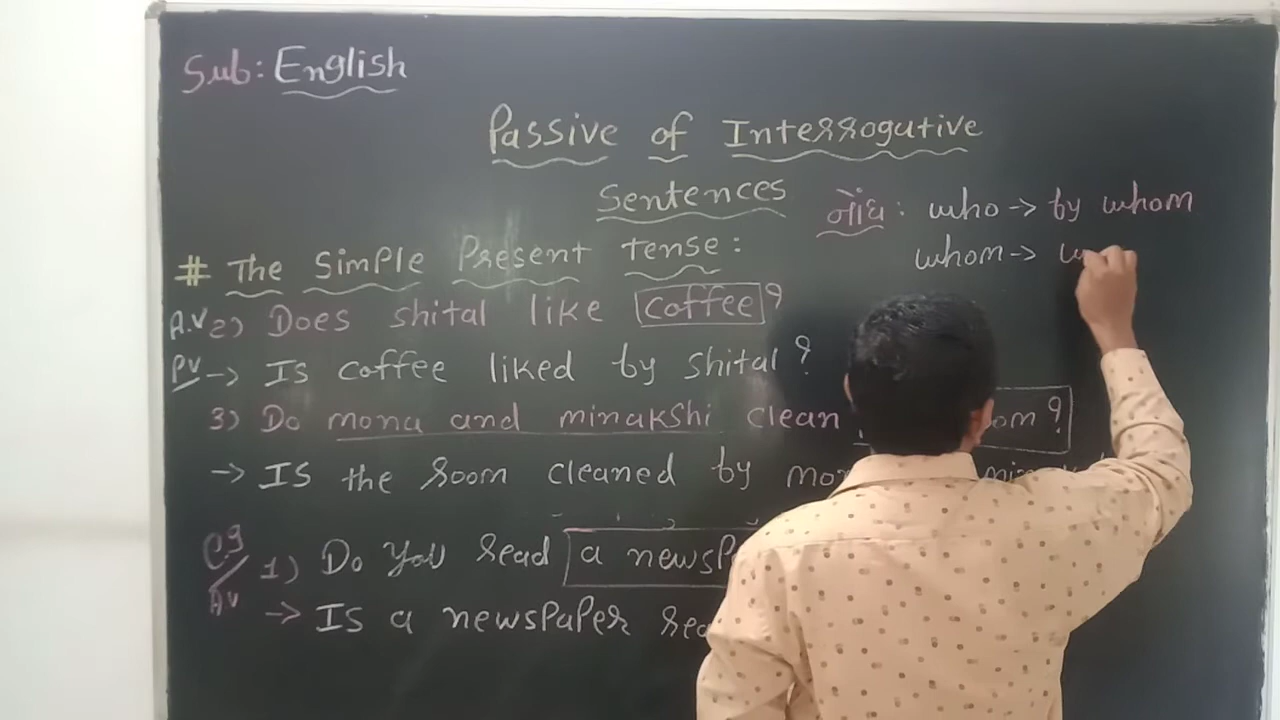 Sub: English
Passive of Interrogative
Sentences
નોંધ: who -> by whom
whom ->
# The Simple Present tense:
A.V 2) Does shital like coffee?
PV -> Is coffee liked by shital?
3) Do mona and minakshi clean
-> Is the room cleaned by
e.g
AV
1) Do you read a
-> Is a newspaper